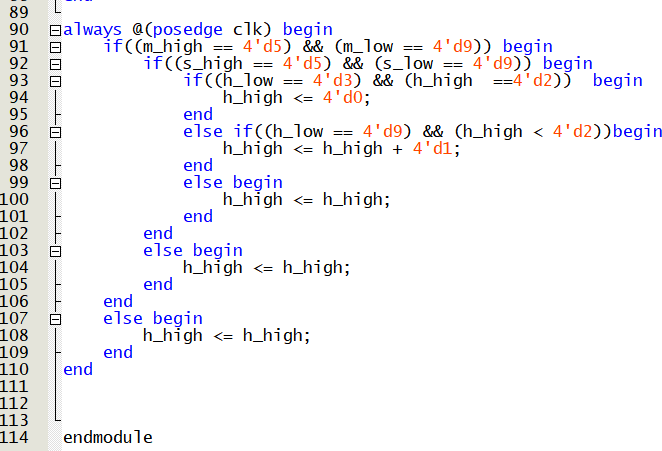 89
90 always @(posedge clk) begin
91 if((m_high == 4'd5) && (m_low == 4'd9)) begin
92 if((s_high == 4'd5) && (s_low == 4'd9)) begin
93 if((h_low == 4'd3) && (h_high ==4'd2)) begin
94 h_high <= 4'd0;
95 end
96 else if((h_low == 4'd9) && (h_high < 4'd2))begin
97 h_high <= h_high + 4'd1;
98 end
99 else begin
100 h_high <= h_high;
101 end
102 end
103 else begin
104 h_high <= h_high;
105 end
106 end
107 else begin
108 h_high <= h_high;
109 end
110 end
111
112
113
114 endmodule